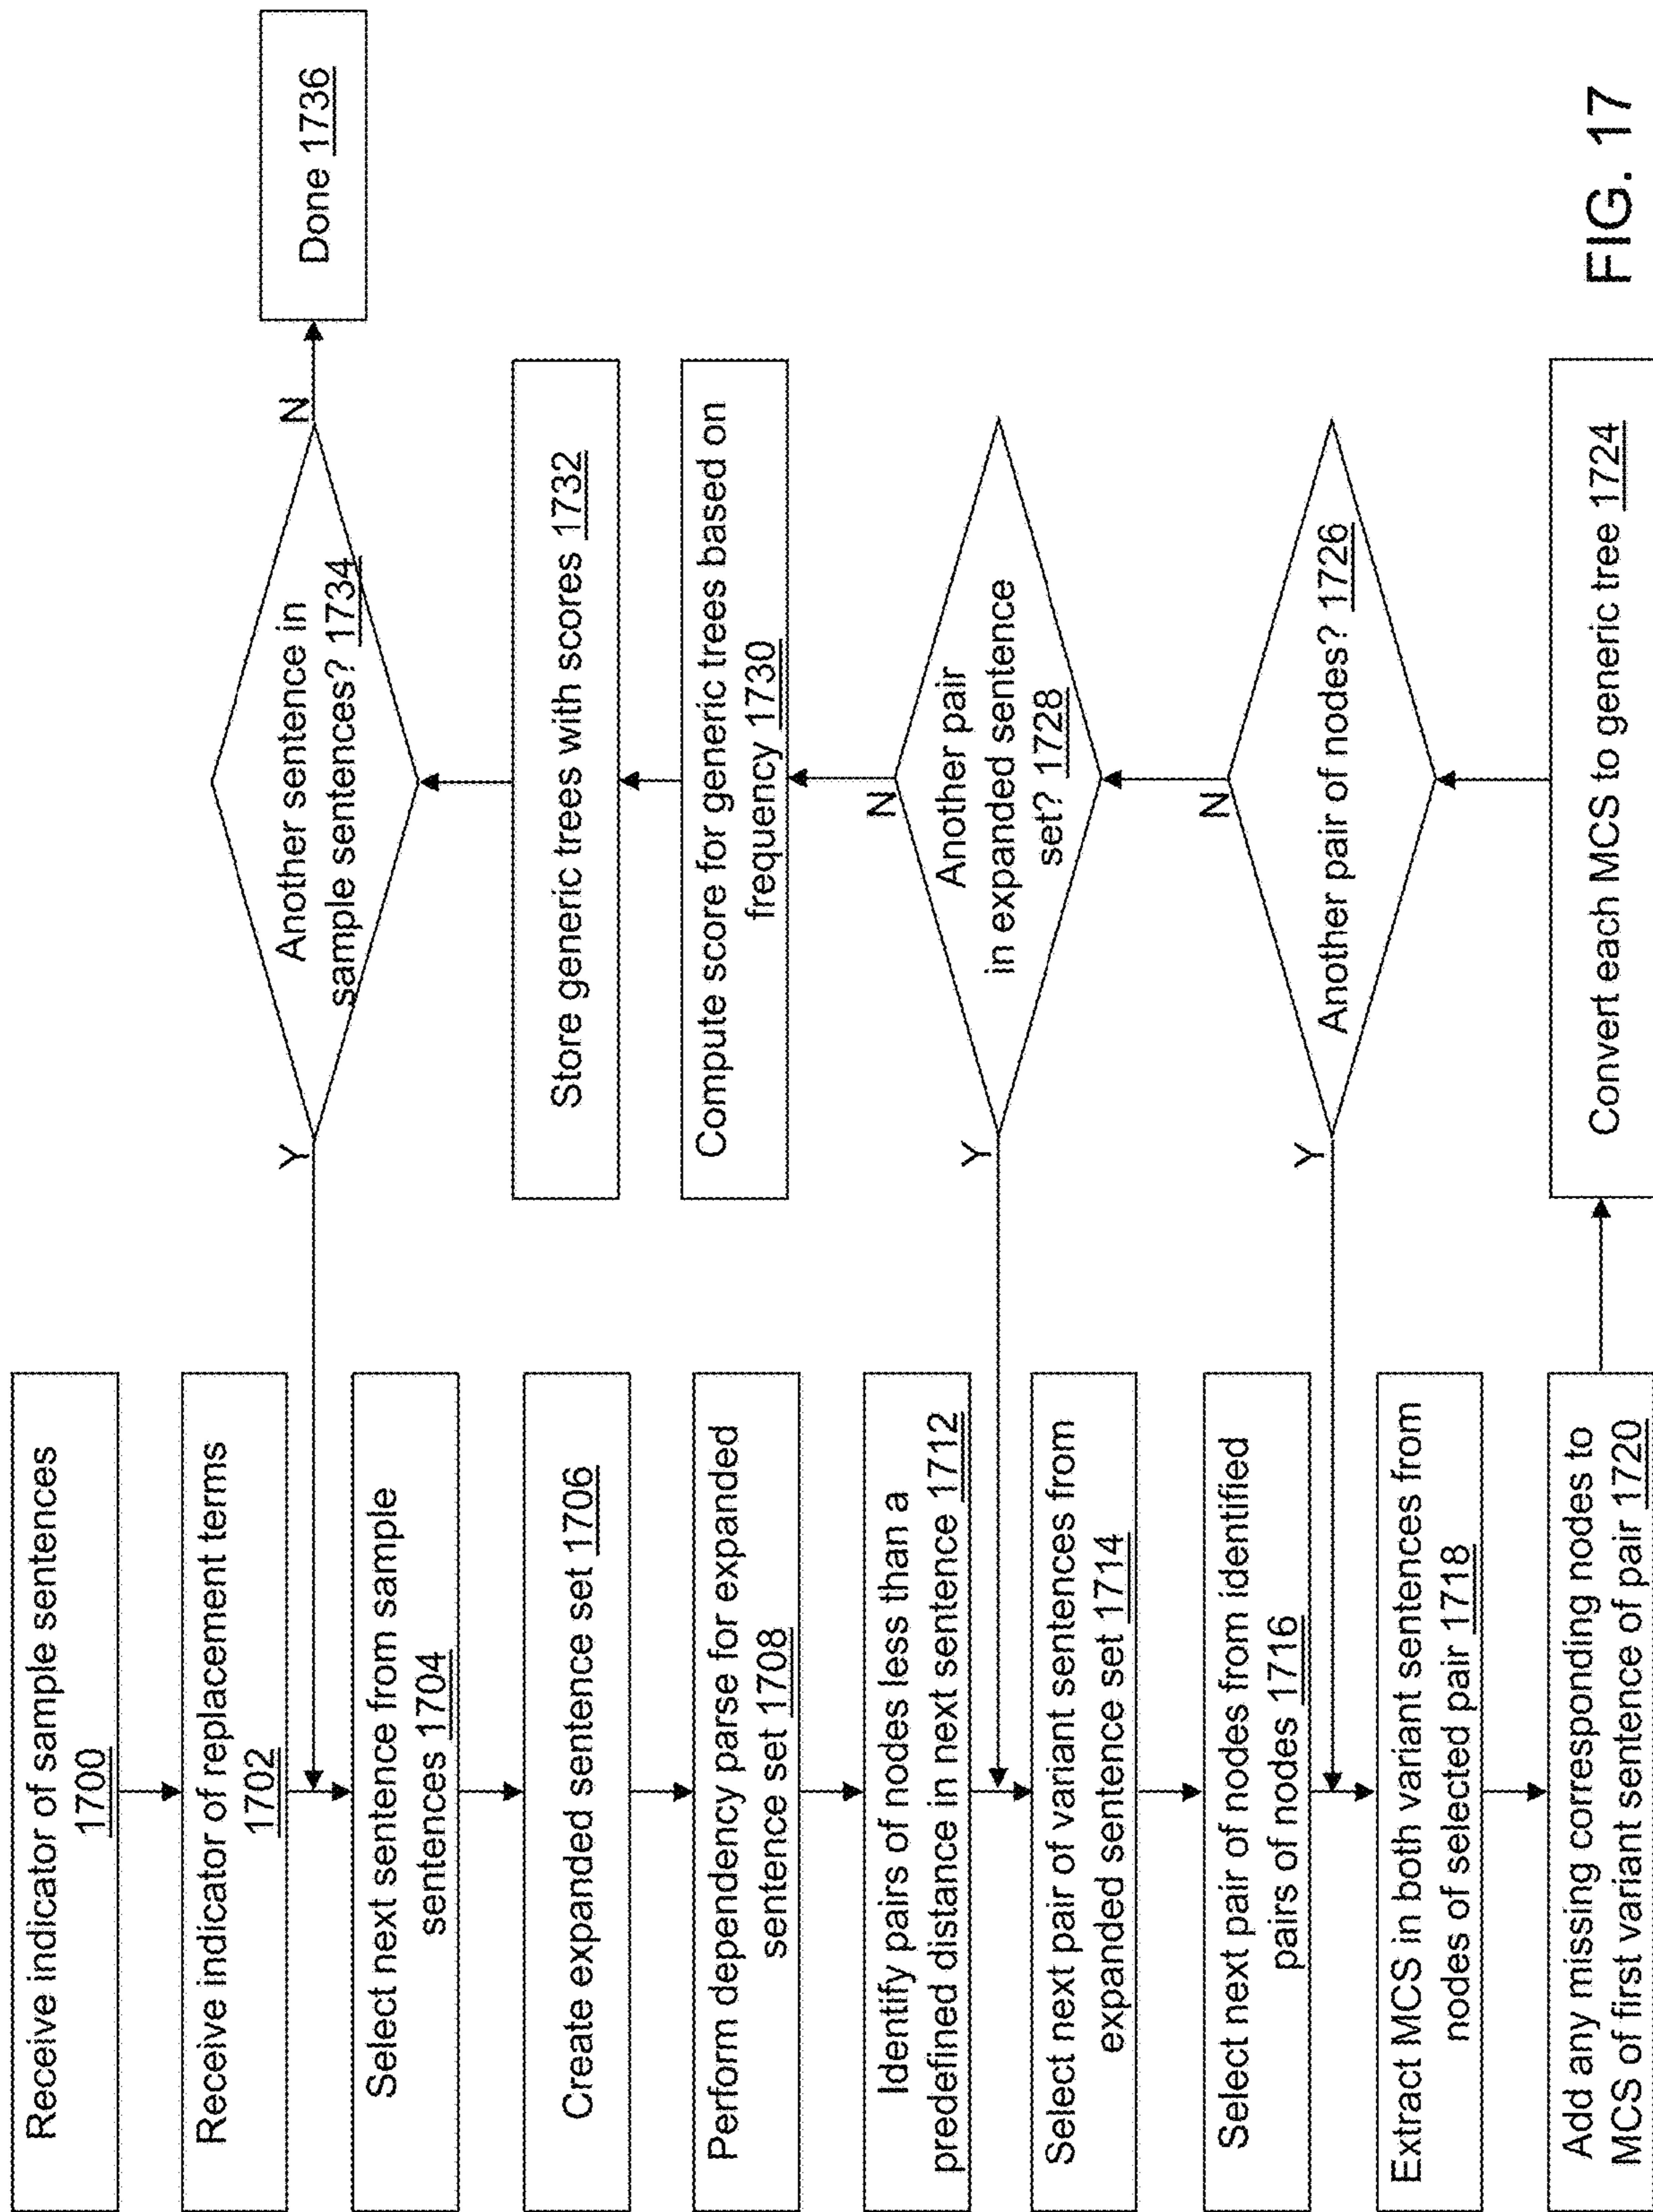 Receive indicator of sample sentences
1700
Receive indicator of replacement terms
1702
Select next sentence from sample
sentences 1704
Create expanded sentence set 1706
Perform dependency parse for expanded
sentence set 1708
Identify pairs of nodes less than a
predefined distance in next sentence 1712
Select next pair of variant sentences from
expanded sentence set 1714
Select next pair of nodes from identified
pairs of nodes 1716
Extract MCS in both variant sentences from
nodes of selected pair 1718
Add any missing corresponding nodes to
MCS of first variant sentence of pair 1720
Convert each MCS to generic tree 1724
Another pair of nodes? 1726
Y
N
Another pair
in expanded sentence
set? 1728
Y
N
Compute score for generic trees based on
frequency 1730
Store generic trees with scores 1732
Another sentence in
sample sentences? 1734
Y
N
Done 1736
FIG. 17